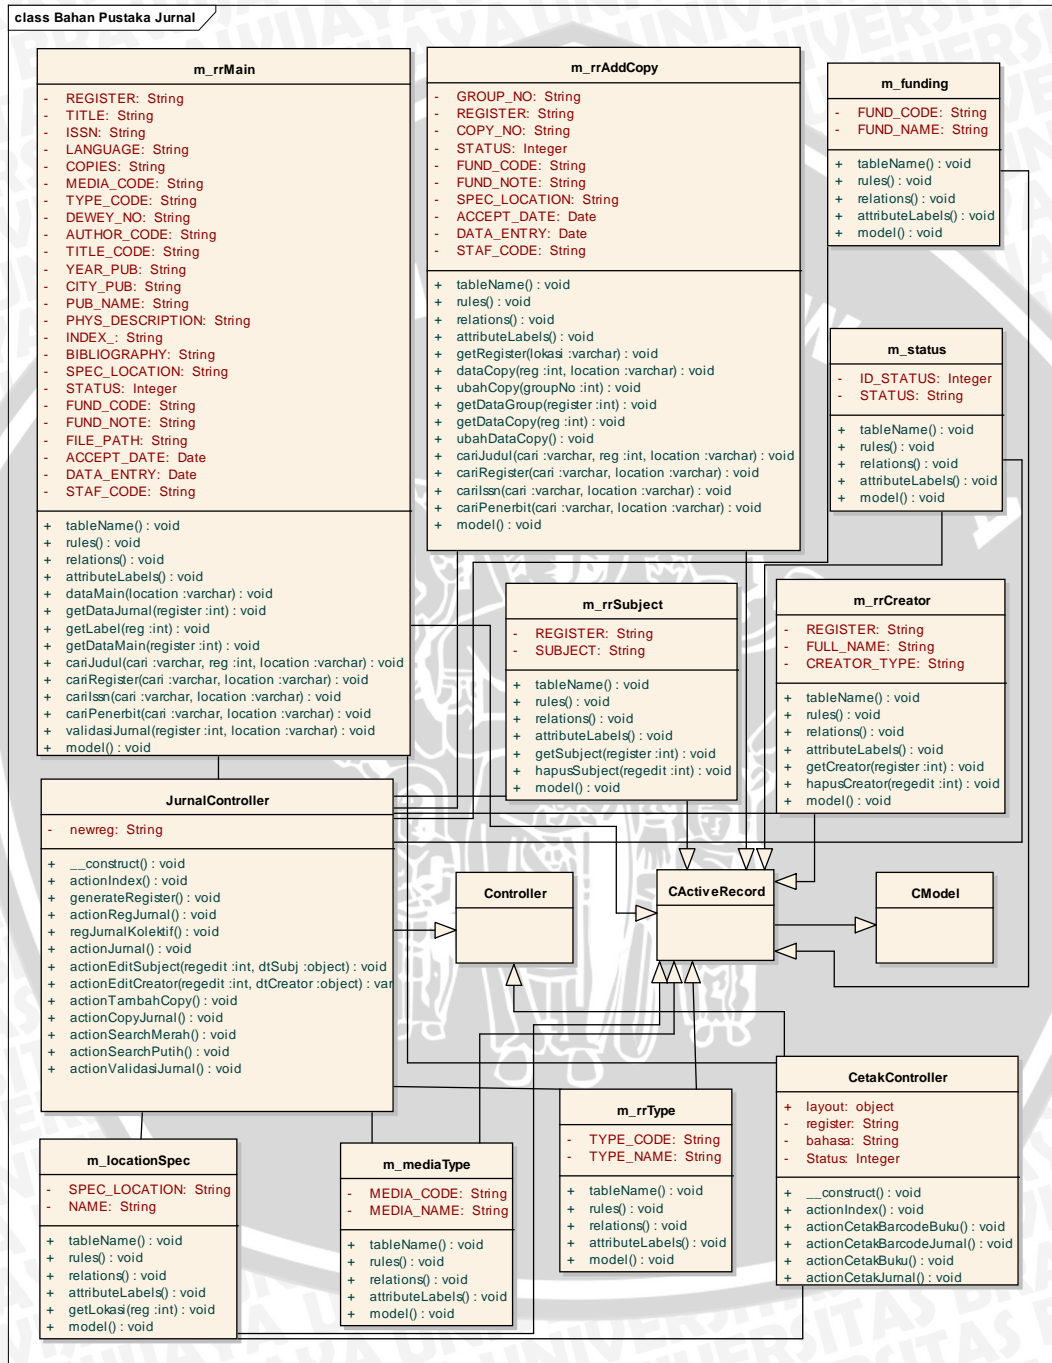 class Bahan Pustaka Jurnal
m_rrMain
- REGISTER: String
- TITLE: String
- ISSN: String
- LANGUAGE: String
- COPIES: String
- MEDIA_CODE: String
- TYPE_CODE: String
- DEWEY_NO: String
- AUTHOR_CODE: String
- TITLE_CODE: String
- YEAR_PUB: String
- CITY_PUB: String
- PUB_NAME: String
- PHYS_DESCRIPTION: String
- INDEX_: String
- BIBLIOGRAPHY: String
- SPEC_LOCATION: String
- STATUS: Integer
- FUND_CODE: String
- FUND_NOTE: String
- FILE_PATH: String
- ACCEPT_DATE: Date
- DATA_ENTRY: Date
- STAF_CODE: String
+ tableName() : void
+ rules() : void
+ relations() : void
+ attributeLabels() : void
+ dataMain(location :varchar) : void
+ getDataJurnal(register :int) : void
+ getLabel(reg :int) : void
+ getDataMain(register :int) : void
+ cariJudul(cari :varchar, reg :int, location :varchar) : void
+ cariRegister(cari :varchar, location :varchar) : void
+ cariIssn(cari :varchar, location :varchar) : void
+ cariPenerbit(cari :varchar, location :varchar) : void
+ validasiJurnal(register :int, location :varchar) : void
+ model() : void
m_rrAddCopy
- GROUP_NO: String
- REGISTER: String
- COPY_NO: String
- STATUS: Integer
- FUND_CODE: String
- FUND_NOTE: String
- SPEC_LOCATION: String
- ACCEPT_DATE: Date
- DATA_ENTRY: Date
- STAF_CODE: String
+ tableName() : void
+ rules() : void
+ relations() : void
+ attributeLabels() : void
+ getRegister(lokasi :varchar) : void
+ dataCopy(reg :int, location :varchar) : void
+ ubahCopy(groupNo :int) : void
+ getDataGroup(register :int) : void
+ getDataCopy(reg :int) : void
+ ubahDataCopy() : void
+ cariJudul(cari :varchar, reg :int, location :varchar) : void
+ cariRegister(cari :varchar, location :varchar) : void
+ cariIssn(cari :varchar, location :varchar) : void
+ cariPenerbit(cari :varchar, location :varchar) : void
+ model() : void
m_funding
- FUND_CODE: String
- FUND_NAME: String
+ tableName() : void
+ rules() : void
+ relations() : void
+ attributeLabels() : void
+ model() : void
m_status
- ID_STATUS: Integer
- STATUS: String
+ tableName() : void
+ rules() : void
+ relations() : void
+ attributeLabels() : void
+ model() : void
m_rrSubject
- REGISTER: String
- SUBJECT: String
+ tableName() : void
+ rules() : void
+ relations() : void
+ attributeLabels() : void
+ getSubject(register :int) : void
+ hapusSubject(regedit :int) : void
+ model() : void
m_rrCreator
- REGISTER: String
- FULL_NAME: String
- CREATOR_TYPE: String
+ tableName() : void
+ rules() : void
+ relations() : void
+ attributeLabels() : void
+ getCreator(register :int) : void
+ hapusCreator(regedit :int) : void
+ model() : void
JurnalController
- newreg: String
+ __construct() : void
+ actionIndex() : void
+ generateRegister() : void
+ actionRegJurnal() : void
+ regJurnalKolektif() : void
+ actionJurnal() : void
+ actionEditSubject(regedit :int, dtSubj :object) : void
+ actionEditCreator(regedit :int, dtCreator :object) : var
+ actionTambahCopy() : void
+ actionCopyJurnal() : void
+ actionSearchMerah() : void
+ actionSearchPutih() : void
+ actionValidasiJurnal() : void
Controller
CActiveRecord
CModel
m_locationSpec
- SPEC_LOCATION: String
- NAME: String
+ tableName() : void
+ rules() : void
+ relations() : void
+ attributeLabels() : void
+ getLokasi(reg :int) : void
+ model() : void
m_mediaType
- MEDIA_CODE: String
- MEDIA_NAME: String
+ tableName() : void
+ rules() : void
+ relations() : void
+ attributeLabels() : void
+ model() : void
m_rrType
- TYPE_CODE: String
- TYPE_NAME: String
+ tableName() : void
+ rules() : void
+ relations() : void
+ attributeLabels() : void
+ model() : void
CetakController
+ layout: object
- register: String
- bahasa: String
- Status: Integer
+ __construct() : void
+ actionIndex() : void
+ actionCetakBarcodeBuku() : void
+ actionCetakBarcodeJurnal() : void
+ actionCetakBuku() : void
+ actionCetakJurnal() : void